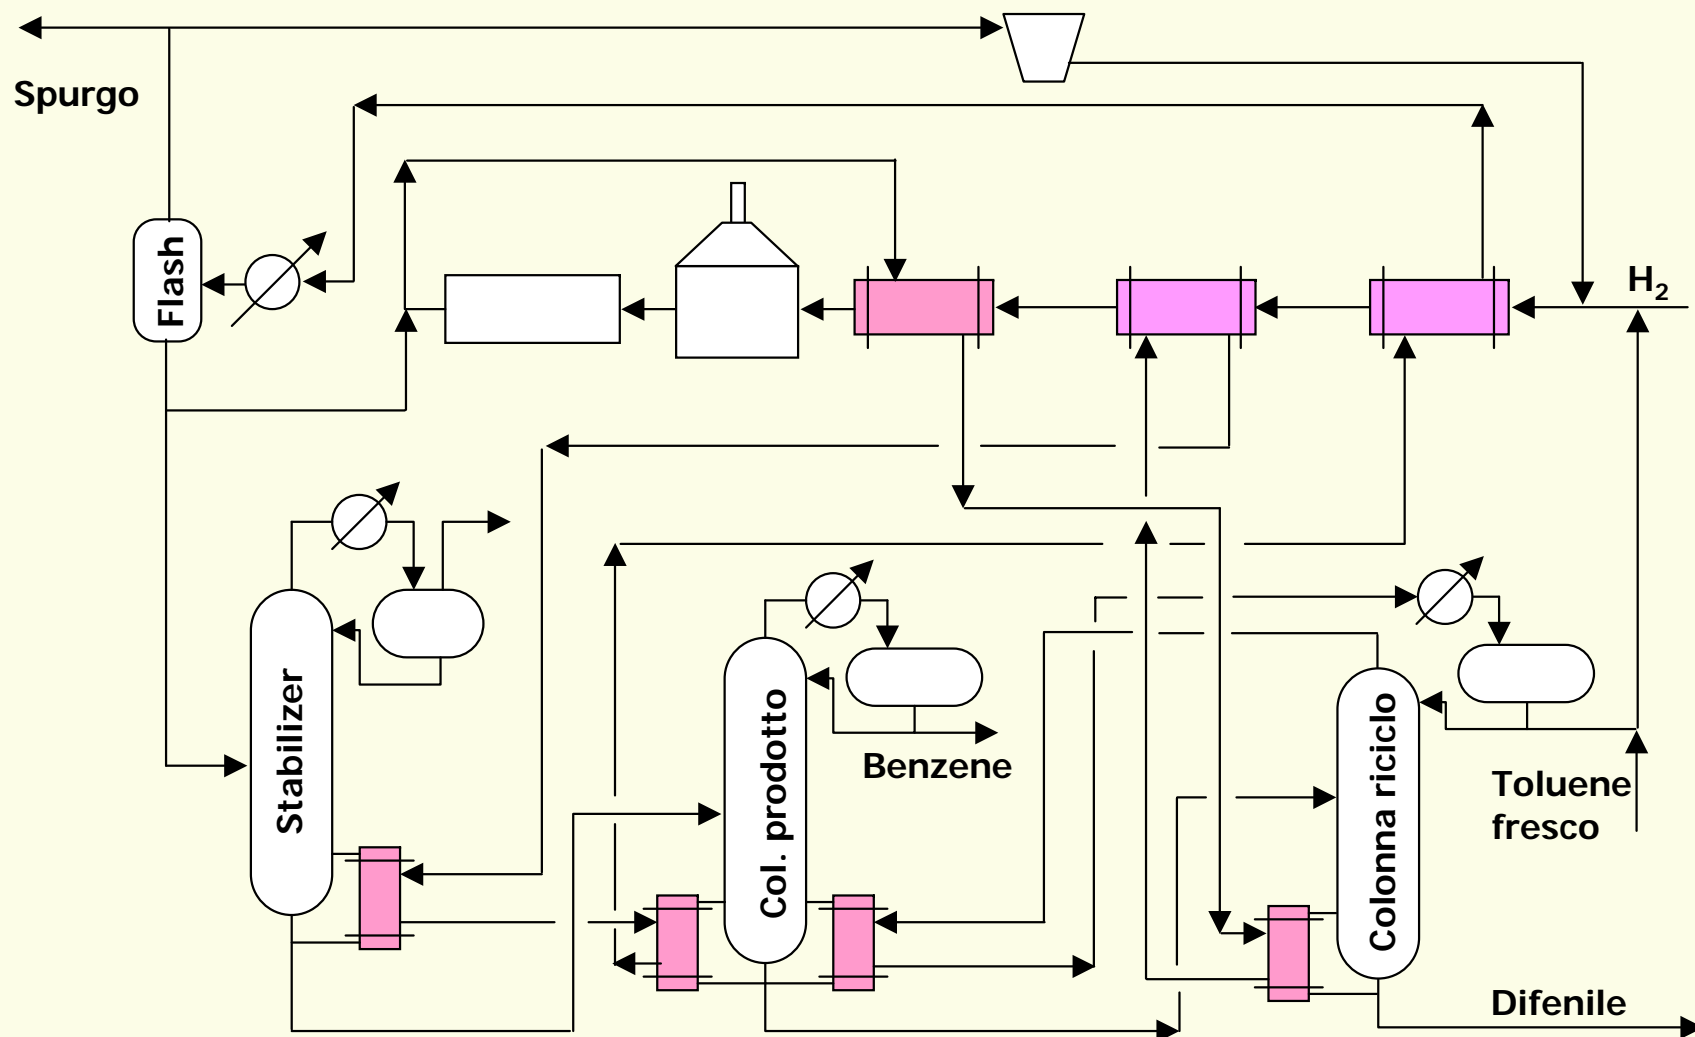 Spurgo
H₂
Flash
Stabilizer
Col. prodotto
Benzene
Colonna riciclo
Toluene
fresco
Difenile